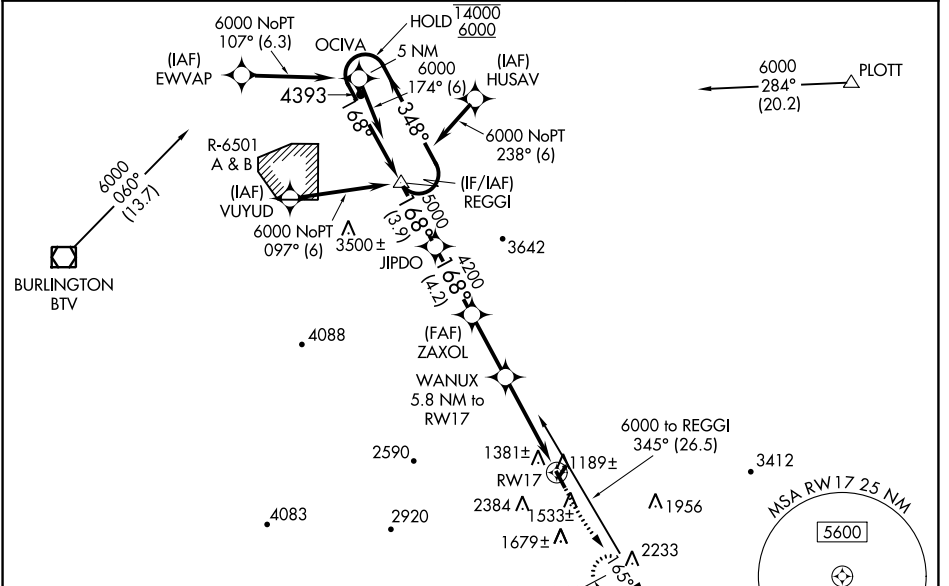 6000 NoPT
107° (6.3)
(IAF)
EWVAP
OCIVA
HOLD
14000
6000
5 NM
6000
174° (6)
4393
168°
348°
(IAF)
HUSAV
6000 NoPT
238° (6)
6000
284°
(20.2)
PLOTT
R-6501
A & B
(IAF)
VUYUD
6000 NoPT
097° (6)
3500±
(IF/IAF)
REGGI
6000
060°
(13.7)
BURLINGTON
BTV
5000
168°
(3.9)
JIPDO
3642
4200
168°
(4.2)
(FAF)
ZAXOL
4088
WANUX
5.8 NM to
RW17
6000 to REGGI
345° (26.5)
2590
1381±
1189±
RW17
3412
2384
1533±
1956
4083
2920
1679±
2233
165°
MSA RW17 25 NM
5600